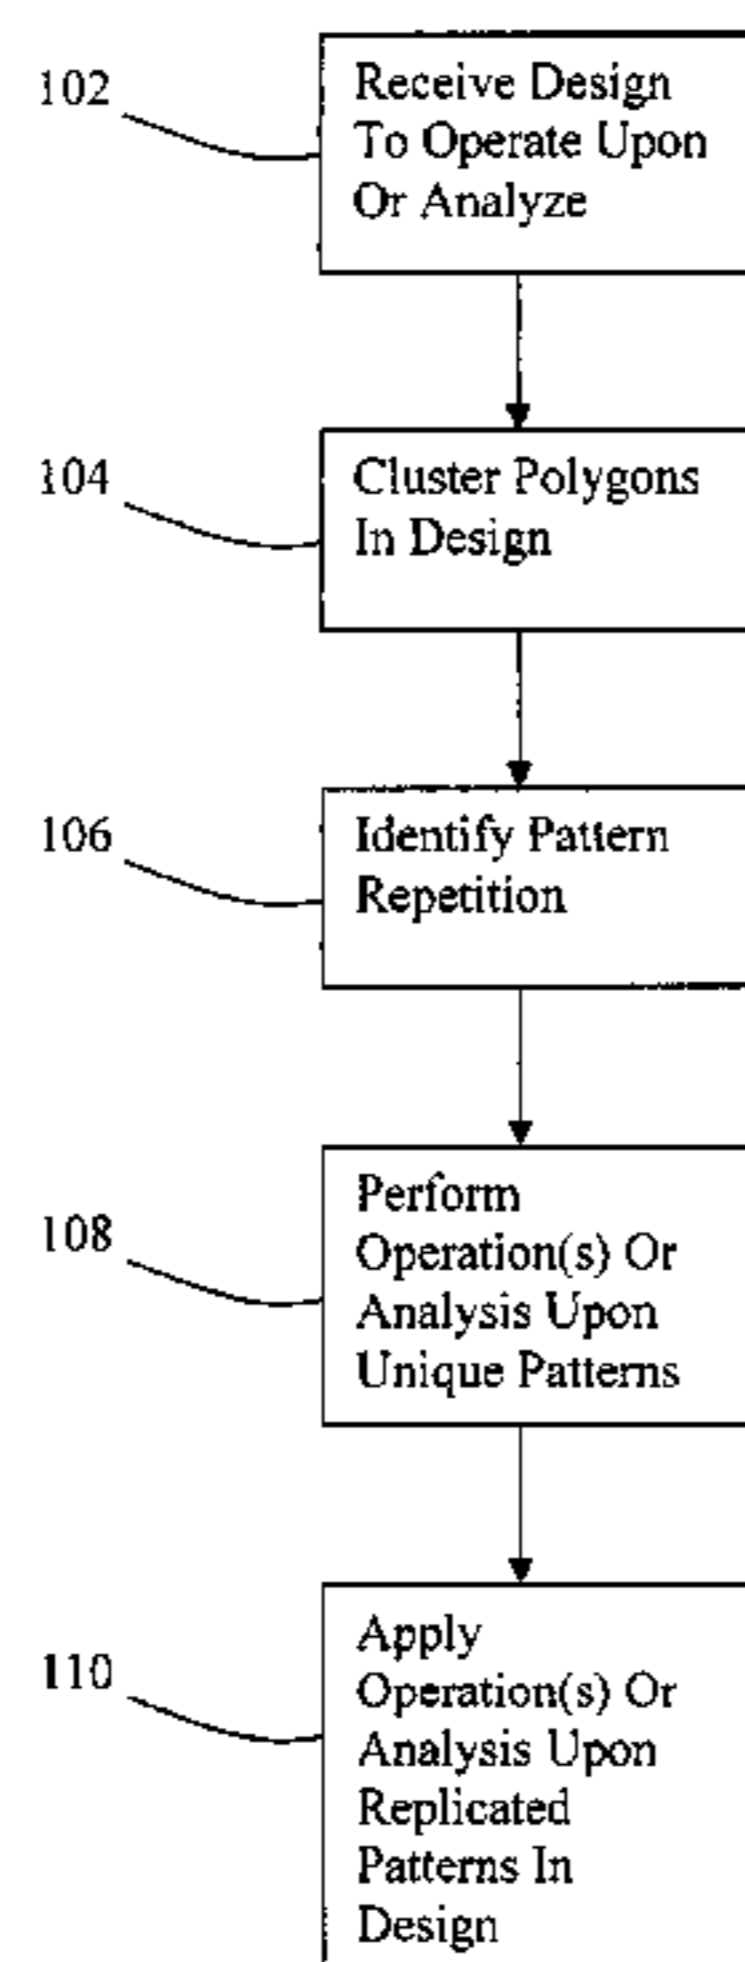 102
Receive Design
To Operate Upon
Or Analyze
104
Cluster Polygons
In Design
106
Identify Pattern
Repetition
108
Perform
Operation(s) Or
Analysis Upon
Unique Patterns
110
Apply
Operation(s) Or
Analysis Upon
Replicated
Patterns In
Design